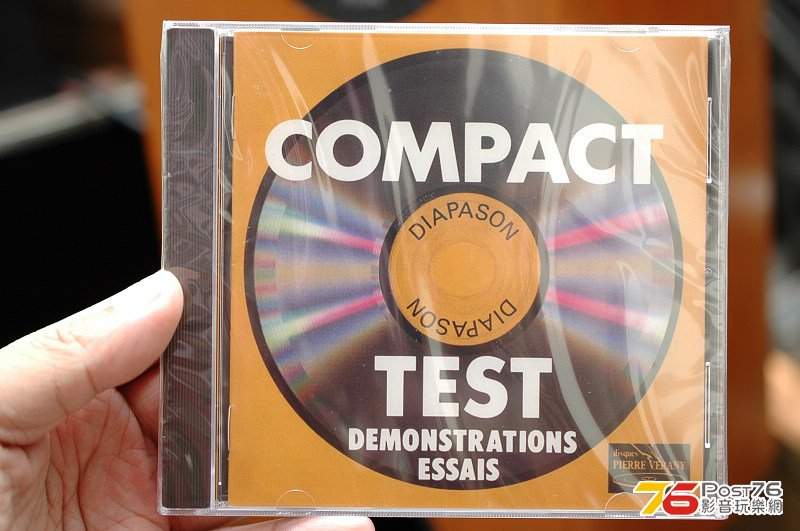 COMPACT
DIAPASON
DIAPASON
TEST
DEMONSTRATIONS
ESSAIS
disques
PIERRE VERANY
76 Post76
影音玩樂網